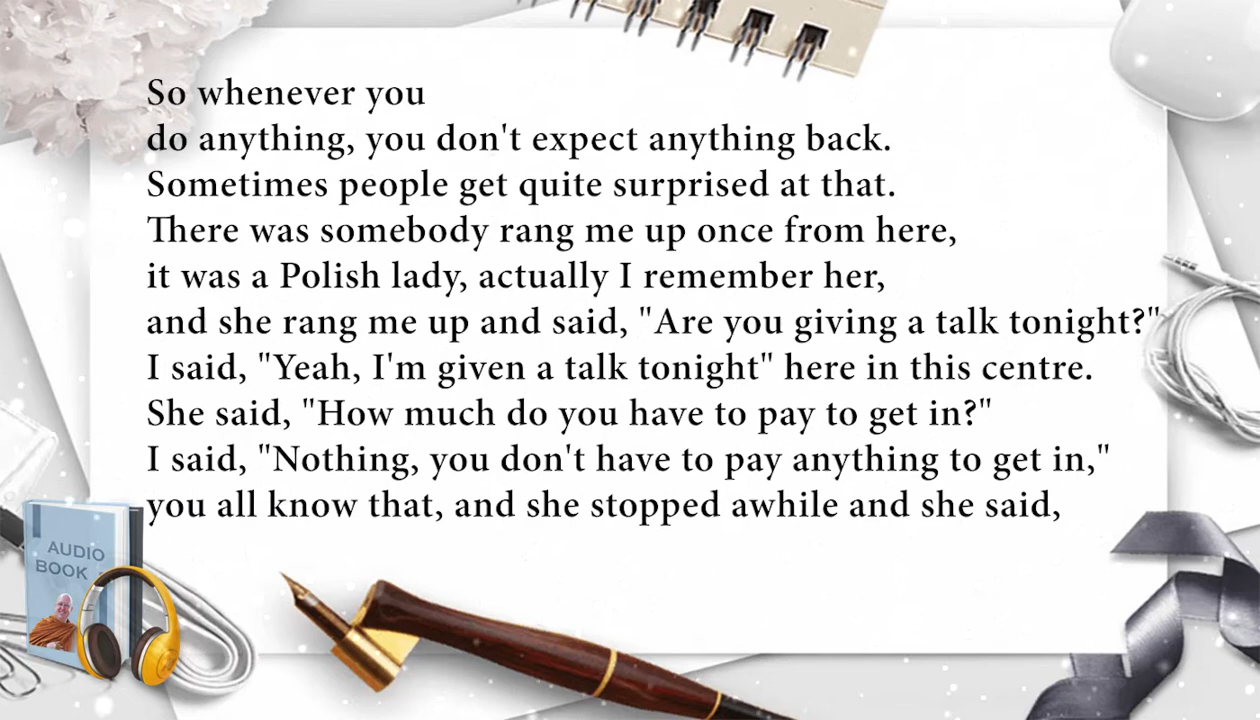 So whenever you
do anything, you don't expect anything back.
Sometimes people get quite surprised at that.
There was somebody rang me up once from here,
it was a Polish lady, actually I remember her,
and she rang me up and said, "Are you giving a talk tonight?"
I said, "Yeah, I'm given a talk tonight" here in this centre.
She said, "How much do you have to pay to get in?"
I said, "Nothing, you don't have to pay anything to get in,"
you all know that, and she stopped awhile and she said,
AUDIO
BOOK